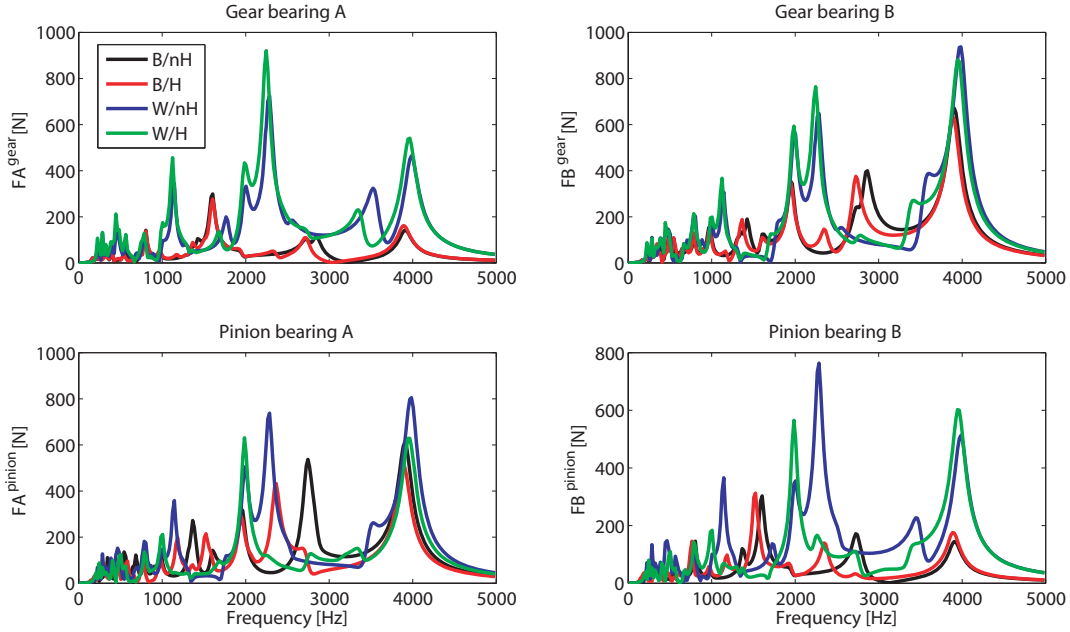 Gear bearing A
1000
800
600
400
200
0
FA^gear [N]
B/nH
B/H
W/nH
W/H
0 1000 2000 3000 4000 5000
Gear bearing B
1000
800
600
400
200
0
FB^gear [N]
0 1000 2000 3000 4000 5000
Pinion bearing A
1000
800
600
400
200
0
FA^pinion [N]
0 1000 2000 3000 4000 5000
Frequency [Hz]
Pinion bearing B
800
600
400
200
0
FB^pinion [N]
0 1000 2000 3000 4000 5000
Frequency [Hz]